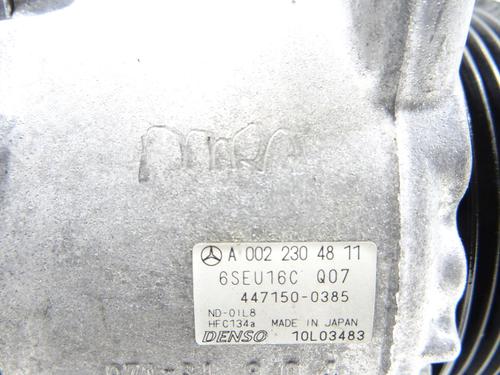 A 002 230 48 11
6SEU16C Q07
447150-0385
ND-OIL8
HFC134a MADE IN JAPAN
DENSO 10L03483